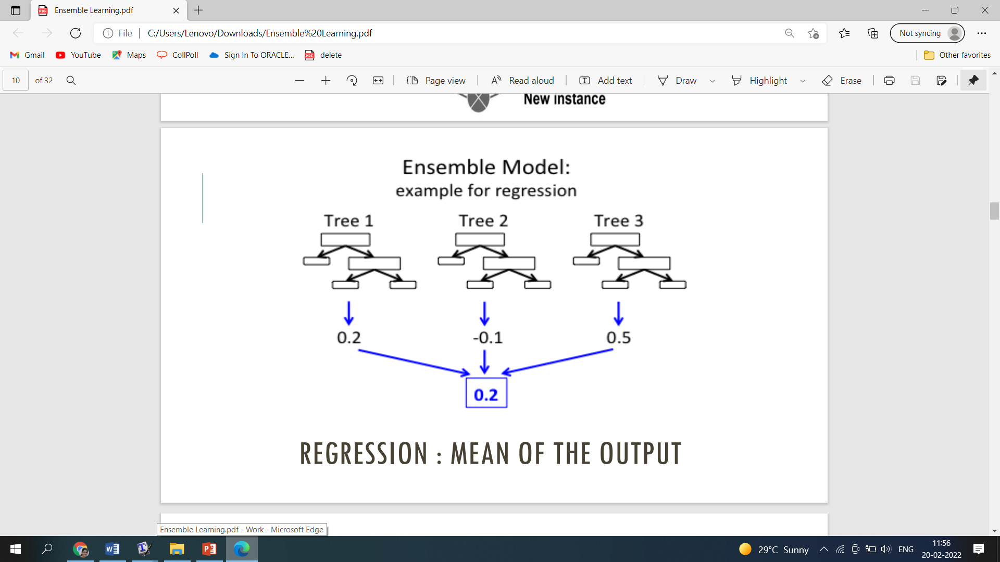 Ensemble Learning.pdf
File
C:/Users/Lenovo/Downloads/Ensemble%20Learning.pdf
Not syncing
Gmail
YouTube
Maps
CollPoll
Sign In To ORACLE...
delete
Other favorites
10 of 32
Page view
Read aloud
Add text
Draw
Highlight
Erase
New instance
Ensemble Model:
example for regression
Tree 1 Tree 2 Tree 3
0.2 -0.1 0.5
0.2
REGRESSION : MEAN OF THE OUTPUT
Ensemble Learning.pdf - Work - Microsoft Edge
29°C Sunny
ENG
11:56
20-02-2022